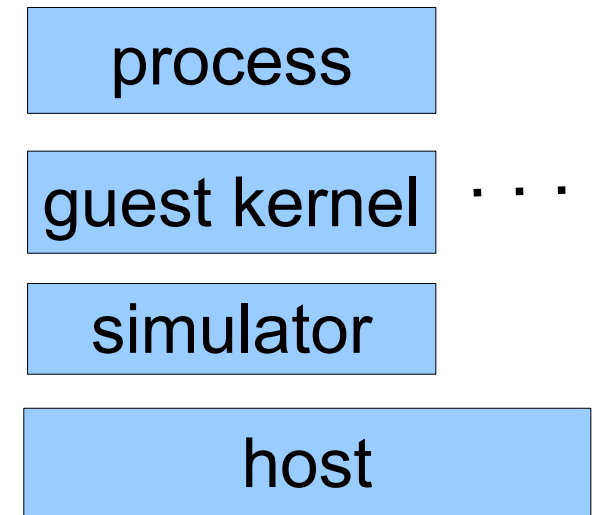 process
guest kernel . . .
simulator
host